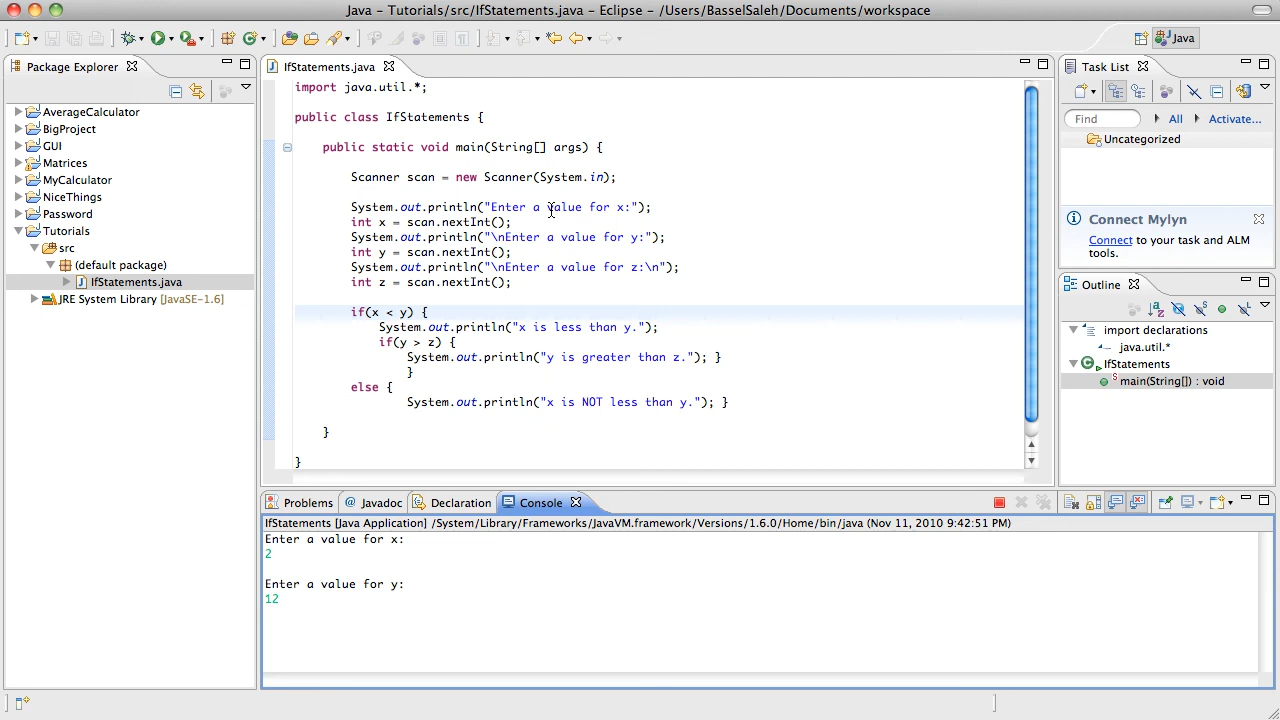 Java - Tutorials/src/IfStatements.java - Eclipse - /Users/BasselSaleh/Documents/workspace
Java
Package Explorer
AverageCalculator
BigProject
GUI
Matrices
MyCalculator
NiceThings
Password
Tutorials
src
(default package)
IfStatements.java
JRE System Library [JavaSE-1.6]
IfStatements.java
import java.util.*;
public class IfStatements {
public static void main(String[] args) {
Scanner scan = new Scanner(System.in);
System.out.println("Enter a value for x:");
int x = scan.nextInt();
System.out.println("\nEnter a value for y:");
int y = scan.nextInt();
System.out.println("\nEnter a value for z:\n");
int z = scan.nextInt();
if(x < y) {
System.out.println("x is less than y.");
if(y > z) {
System.out.println("y is greater than z."); }
}
else {
System.out.println("x is NOT less than y."); }
}
}
Task List
Find All Activate...
Uncategorized
Connect Mylyn
Connect to your task and ALM
tools.
Outline
import declarations
java.util.*
IfStatements
main(String[]) : void
Problems Javadoc Declaration Console
IfStatements [Java Application] /System/Library/Frameworks/JavaVM.framework/Versions/1.6.0/Home/bin/java (Nov 11, 2010 9:42:51 PM)
Enter a value for x:
2
Enter a value for y:
12